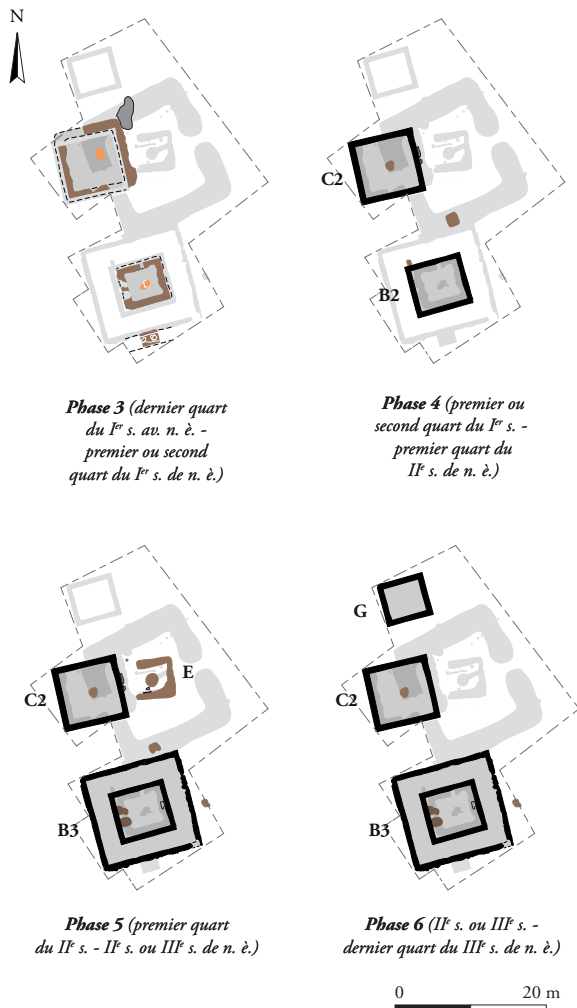 N
C2
B2
Phase 3 (dernier quart
du Iᵉʳ s. av. n. è. -
premier ou second
quart du Iᵉʳ s. de n. è.)
Phase 4 (premier ou
second quart du Iᵉʳ s. -
premier quart du
IIᵉ s. de n. è.)
E
C2
B3
G
C2
B3
Phase 5 (premier quart
du IIᵉ s. - IIᵉ s. ou IIIᵉ s. de n. è.)
Phase 6 (IIᵉ s. ou IIIᵉ s. -
dernier quart du IIIᵉ s. de n. è.)
0 20 m